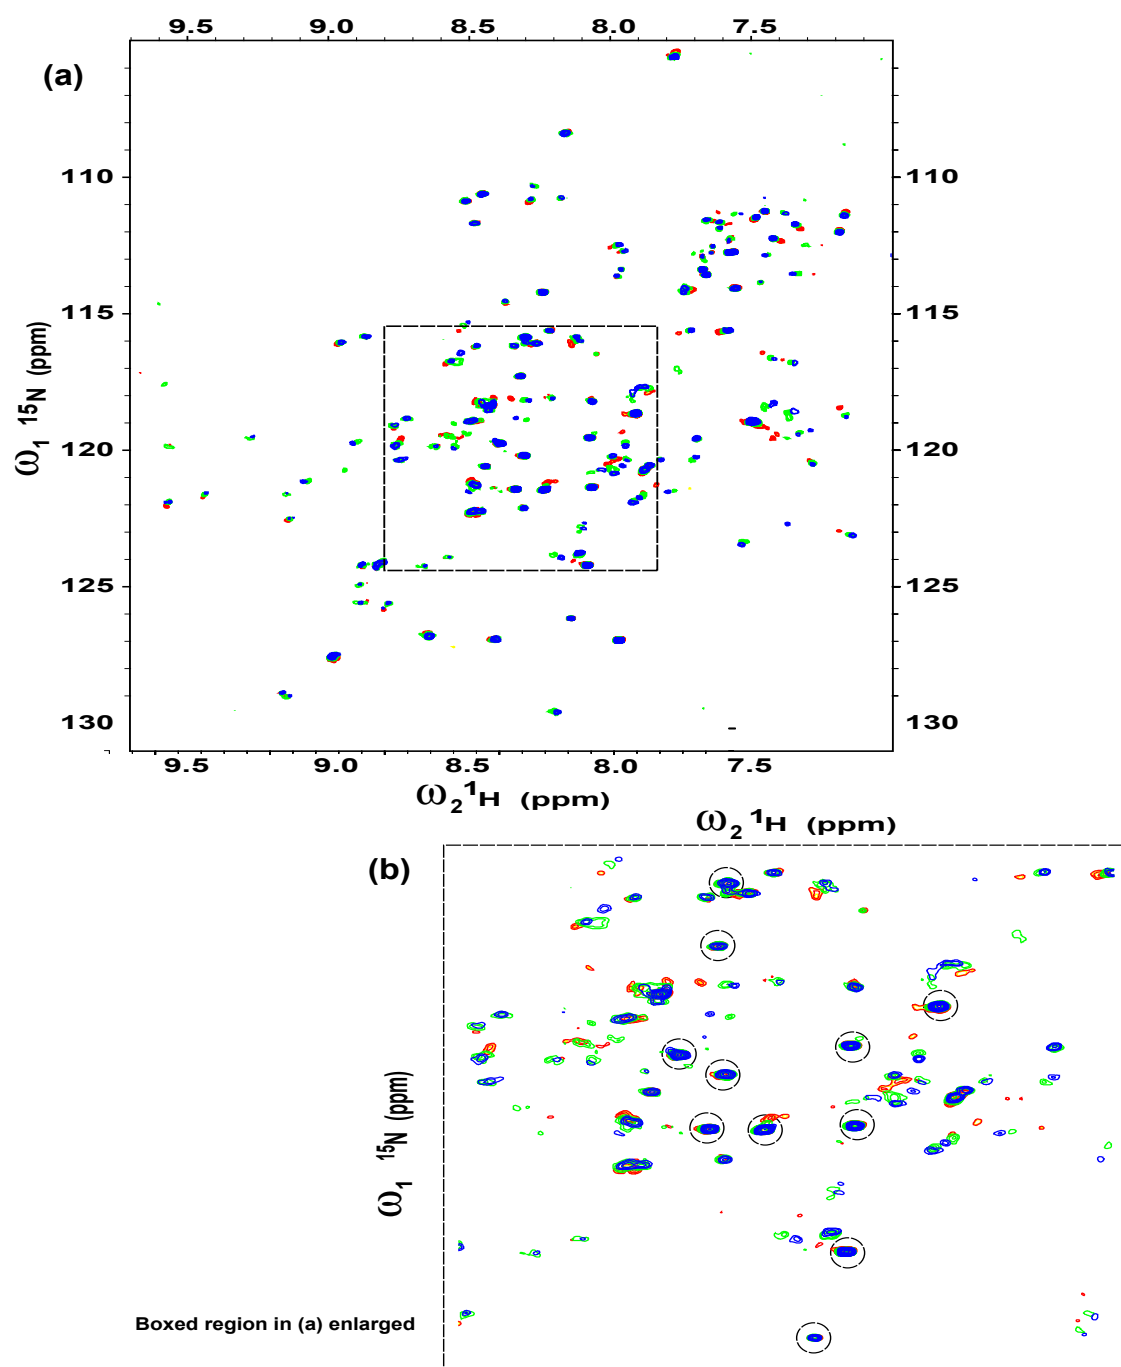 9.5 9.0 8.5 8.0 7.5
(a)
110 110
115 115
ω₁ ¹⁵N (ppm)
120 120
125 125
130 130
9.5 9.0 8.5 8.0 7.5
ω₂ ¹H (ppm)
ω₂ ¹H (ppm)
(b)
ω₁ ¹⁵N (ppm)
Boxed region in (a) enlarged